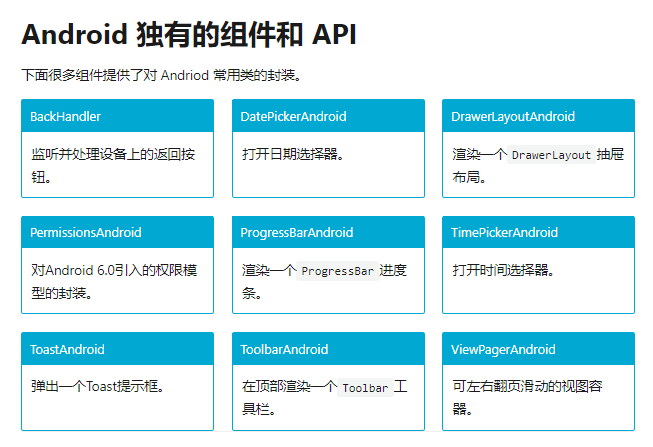 Android 独有的组件和 API
下面很多组件提供了对 Andriod 常用类的封装。
BackHandler
监听并处理设备上的返回按
钮。
DatePickerAndroid
打开日期选择器。
DrawerLayoutAndroid
渲染一个 DrawerLayout 抽屉
布局。
PermissionsAndroid
对Android 6.0引入的权限模
型的封装。
ProgressBarAndroid
渲染一个 ProgressBar 进度
条。
TimePickerAndroid
打开时间选择器。
ToastAndroid
弹出一个Toast提示框。
ToolbarAndroid
在顶部渲染一个 Toolbar 工
具栏。
ViewPagerAndroid
可左右翻页滑动的视图容
器。